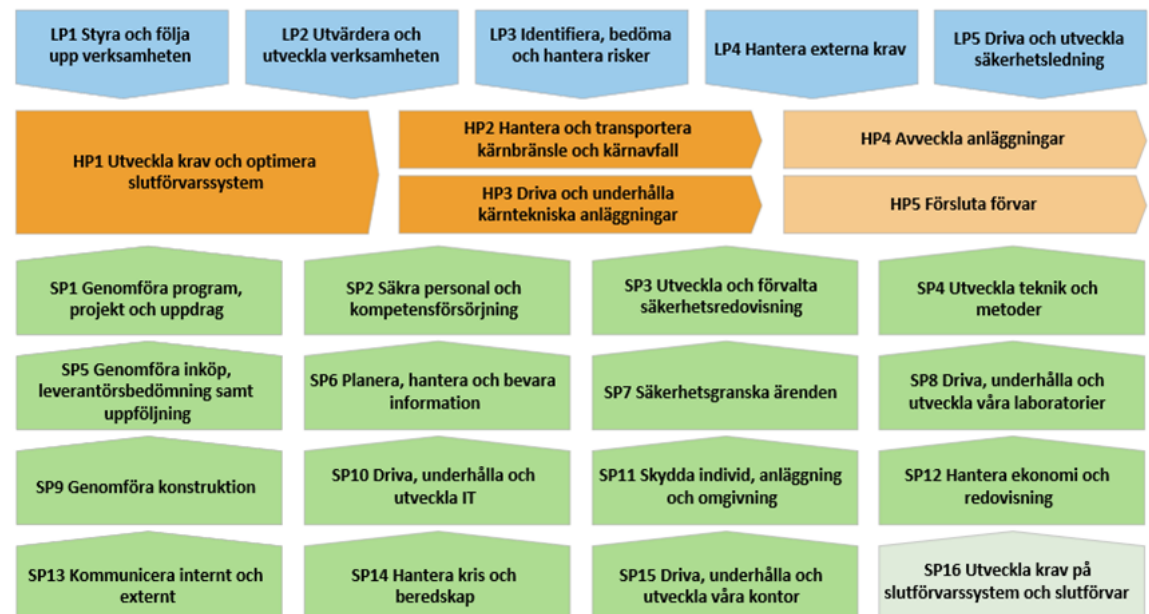 LP1 Styra och följa
upp verksamheten
LP2 Utvärdera och
utveckla verksamheten
LP3 Identifiera, bedöma
och hantera risker
LP4 Hantera externa krav
LP5 Driva och utveckla
säkerhetsledning
HP1 Utveckla krav och optimera
slutförvarssystem
HP2 Hantera och transportera
kärnbränsle och kärnavfall
HP3 Driva och underhålla
kärntekniska anläggningar
HP4 Avveckla anläggningar
HP5 Försluta förvar
SP1 Genomföra program,
projekt och uppdrag
SP2 Säkra personal och
kompetensförsörjning
SP3 Utveckla och förvalta
säkerhetsredovisning
SP4 Utveckla teknik och
metoder
SP5 Genomföra inköp,
leverantörsbedömning samt
uppföljning
SP6 Planera, hantera och bevara
information
SP7 Säkerhetsgranska ärenden
SP8 Driva, underhålla och
utveckla våra laboratorier
SP9 Genomföra konstruktion
SP10 Driva, underhålla och
utveckla IT
SP11 Skydda individ, anläggning
och omgivning
SP12 Hantera ekonomi och
redovisning
SP13 Kommunicera internt och
externt
SP14 Hantera kris och
beredskap
SP15 Driva, underhålla och
utveckla våra kontor
SP16 Utveckla krav på
slutförvarssystem och slutförvar